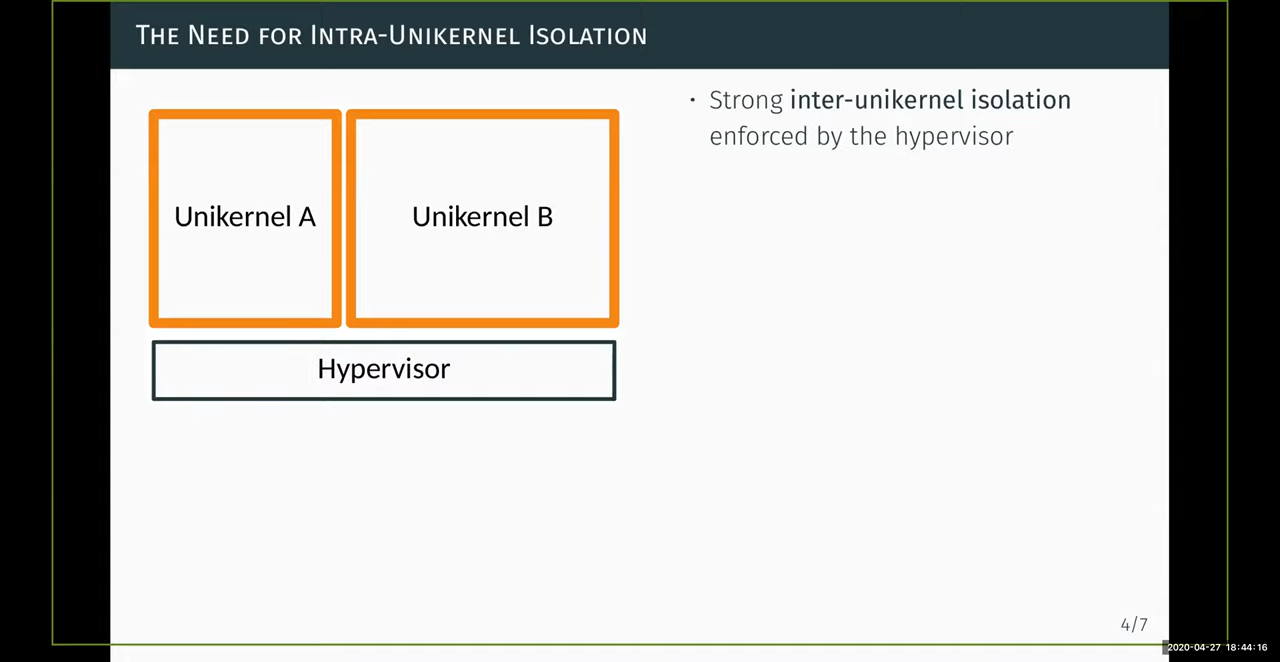 The Need for Intra-Unikernel Isolation
• Strong inter-unikernel isolation
enforced by the hypervisor
Unikernel A
Unikernel B
Hypervisor
4/7
2020-04-27 18:44:16